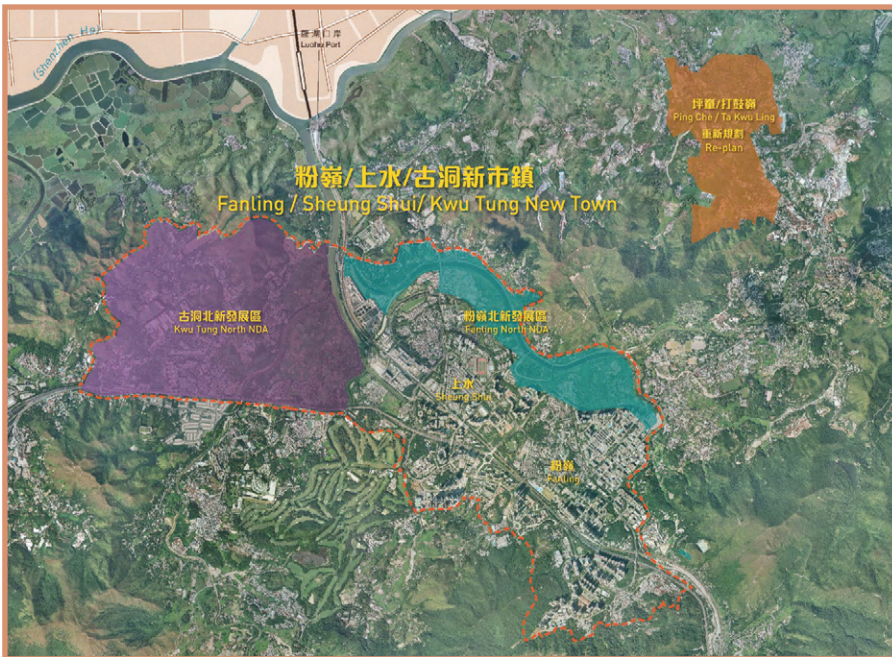 羅湖口岸
Luohu Port
(Shenzhen He)
坪輋/打鼓嶺
Ping Che / Ta Kwu Ling
重新規劃
Re-plan
粉嶺/上水/古洞新市鎮
Fanling / Sheung Shui/ Kwu Tung New Town
古洞北新發展區
Kwu Tung North NDA
粉嶺北新發展區
Fanling North NDA
上水
Sheung Shui
粉嶺
Fanling